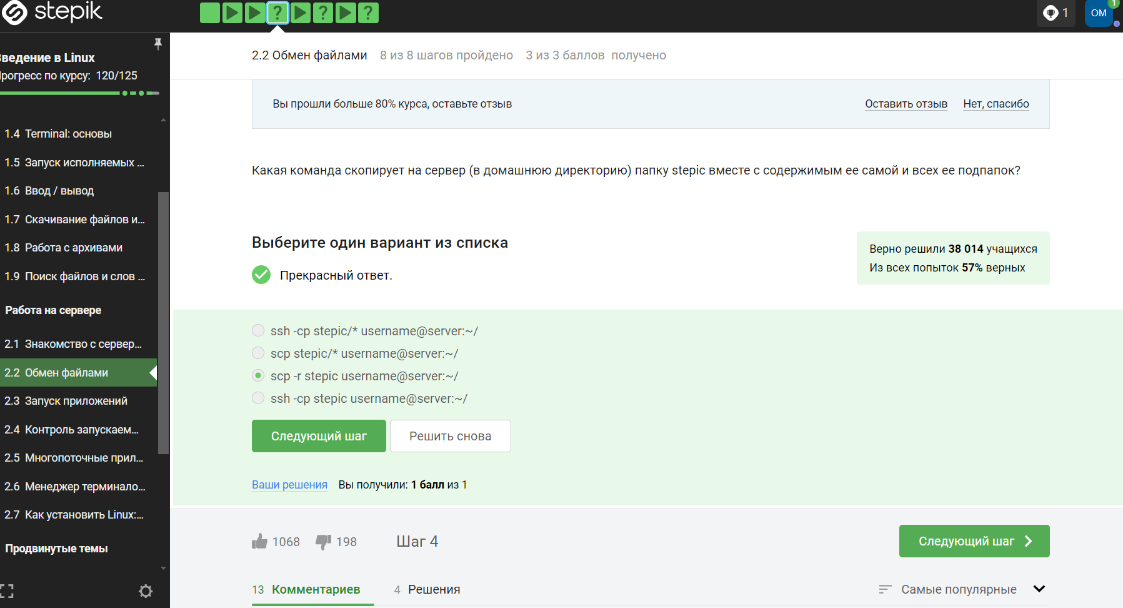 stepik
1
ОМ
1
Введение в Linux
Прогресс по курсу: 120/125
2.2 Обмен файлами 8 из 8 шагов пройдено 3 из 3 баллов получено
Вы прошли больше 80% курса, оставьте отзыв
Оставить отзыв
Нет, спасибо
1.4 Terminal: основы
1.5 Запуск исполняемых ...
1.6 Ввод / вывод
1.7 Скачивание файлов и...
1.8 Работа с архивами
1.9 Поиск файлов и слов ...
Работа на сервере
2.1 Знакомство с сервер...
2.2 Обмен файлами
2.3 Запуск приложений
2.4 Контроль запускаем...
2.5 Многопоточные прил...
2.6 Менеджер терминало...
2.7 Как установить Linux:...
Продвинутые темы
Какая команда скопирует на сервер (в домашнюю директорию) папку stepic вместе с содержимым ее самой и всех ее подпапок?
Выберите один вариант из списка
Прекрасный ответ.
Верно решили 38 014 учащихся
Из всех попыток 57% верных
ssh -cp stepic/* username@server:~/
scp stepic/* username@server:~/
scp -r stepic username@server:~/
ssh -cp stepic username@server:~/
Следующий шаг
Решить снова
Ваши решения Вы получили: 1 балл из 1
1068
198
Шаг 4
Следующий шаг
13 Комментариев
4 Решения
Самые популярные